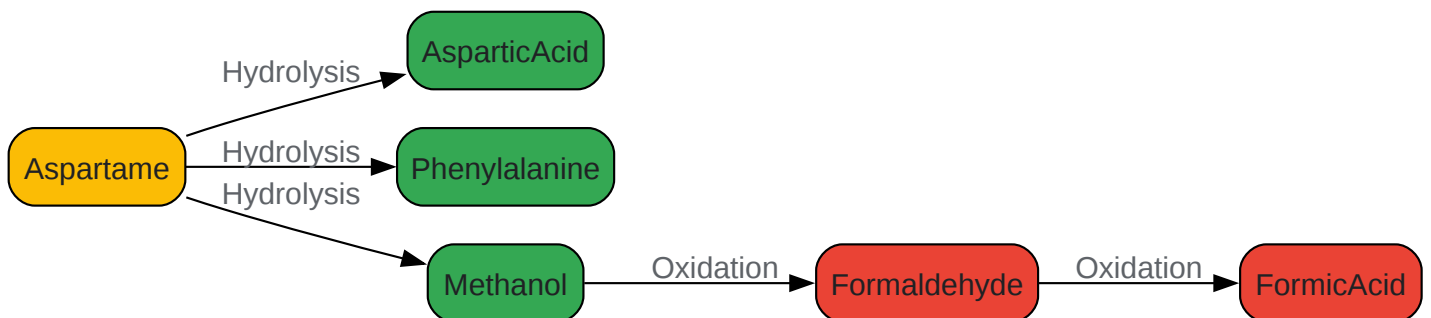 AsparticAcid
Hydrolysis
Aspartame
Hydrolysis
Phenylalanine
Hydrolysis
Methanol
Oxidation
Formaldehyde
Oxidation
FormicAcid